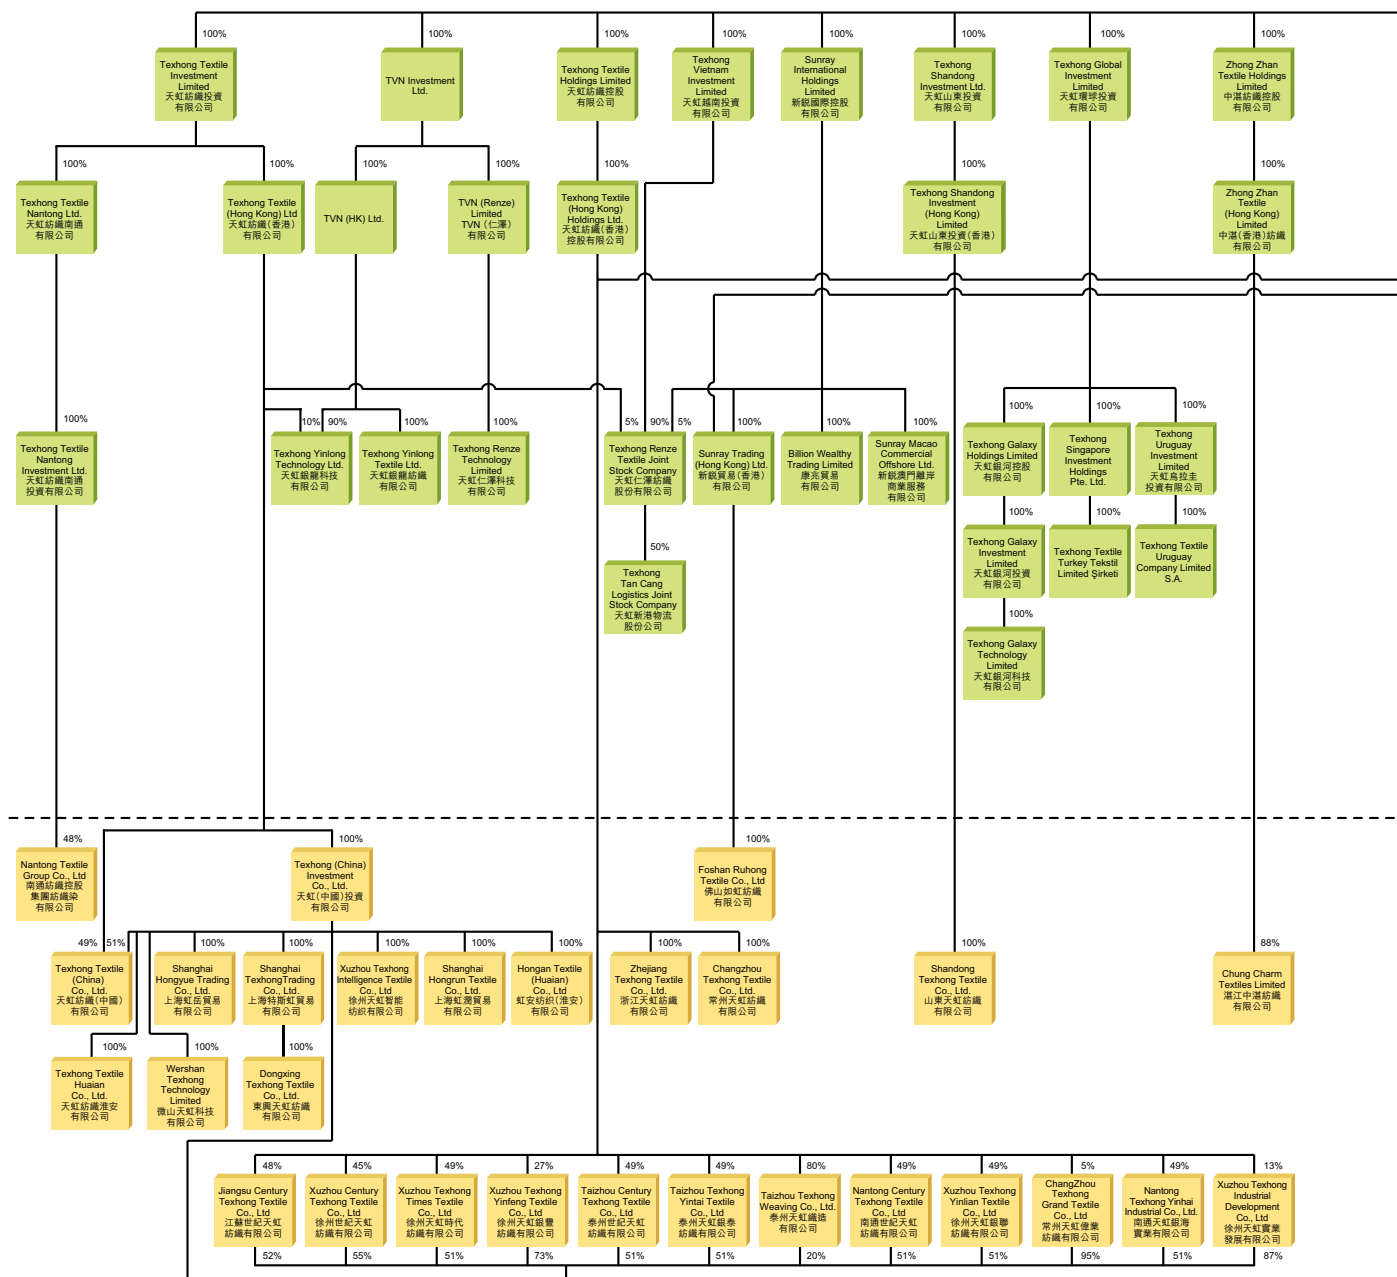 100% 100% 100% 100% 100% 100% 100% 100%
Texhong Textile
Investment
Limited
天虹紡織投資
有限公司
TVN Investment
Ltd.
Texhong Textile
Holdings Limited
天虹紡織控股
有限公司
Texhong
Vietnam
Investment
Limited
天虹越南投資
有限公司
Sunray
International
Holdings
Limited
新銳國際控股
有限公司
Texhong
Shandong
Investment Ltd.
天虹山東投資
有限公司
Texhong Global
Investment
Limited
天虹環球投資
有限公司
Zhong Zhan
Textile Holdings
Limited
中湛紡織控股
有限公司
100% 100% 100% 100% 100% 100% 100%
Texhong Textile
Nantong Ltd.
天虹紡織南通
有限公司
Texhong Textile
(Hong Kong) Ltd
天虹紡織(香港)
有限公司
TVN (HK) Ltd.
TVN (Renze)
Limited
TVN (仁澤)
有限公司
Texhong Textile
(Hong Kong)
Holdings Ltd.
天虹紡織(香港)
控股有限公司
Texhong Shandong
Investment
(Hong Kong)
Limited
天虹山東投資(香港)
有限公司
Zhong Zhan
Textile
(Hong Kong)
Limited
中湛(香港)紡織
有限公司
100% 10% 90% 100% 100% 5% 90% 5% 100% 100% 100% 100% 100% 100%
Texhong Textile
Nantong
Investment Ltd.
天虹紡織南通
投資有限公司
Texhong Yinlong
Technology Ltd.
天虹銀龍科技
有限公司
Texhong Yinlong
Textile Ltd.
天虹銀龍紡織
有限公司
Texhong Renze
Technology
Limited
天虹仁澤科技
有限公司
Texhong Renze
Textile Joint
Stock Company
天虹仁澤紡織
股份有限公司
Sunray Trading
(Hong Kong) Ltd.
新銳貿易(香港)
有限公司
Billion Wealthy
Trading Limited
康兆貿易
有限公司
Sunray Macao
Commercial
Offshore Ltd.
新銳澳門離岸
商業服務
有限公司
Texhong Galaxy
Holdings Limited
天虹銀河控股
有限公司
Texhong
Singapore
Investment
Holdings
Pte. Ltd.
Texhong
Uruguay
Investment
Limited
天虹烏拉圭
投資有限公司
50% 100% 100% 100%
Texhong
Tan Cang
Logistics Joint
Stock Company
天虹新港物流
股份公司
Texhong Galaxy
Investment
Limited
天虹銀河投資
有限公司
Texhong Textile
Turkey Tekstil
Limited Şirketi
Texhong Textile
Uruguay
Company Limited
S.A.
100%
Texhong Galaxy
Technology
Limited
天虹銀河科技
有限公司
48% 100% 100%
Nantong Textile
Group Co., Ltd
南通紡織控股
集團紡織染
有限公司
Texhong (China)
Investment
Co., Ltd.
天虹(中國)投資
有限公司
Foshan Ruhong
Textile Co., Ltd
佛山如虹紡織
有限公司
49% 51% 100% 100% 100% 100% 100% 100% 100% 100% 88%
Texhong Textile
(China)
Co., Ltd.
天虹紡織(中國)
有限公司
Shanghai
Hongyue Trading
Co., Ltd.
上海虹岳貿易
有限公司
Shanghai
TexhongTrading
Co., Ltd.
上海特斯虹貿易
有限公司
Xuzhou Texhong
Intelligence Textile
Co., Ltd
徐州天虹智能
纺织有限公司
Shanghai
Hongrun Textile
Co., Ltd.
上海虹潤貿易
有限公司
Hongan Textile
(Huaian)
Co., Ltd
虹安纺织(淮安)
有限公司
Zhejiang
Texhong Textile
Co., Ltd.
浙江天虹紡織
有限公司
Changzhou
Texhong Textile
Co., Ltd.
常州天虹紡織
有限公司
Shandong
Texhong Textile
Co., Ltd.
山東天虹紡織
有限公司
Chung Charm
Textiles Limited
湛江中湛紡織
有限公司
100% 100% 100%
Texhong Textile
Huaian
Co., Ltd.
天虹紡織淮安
有限公司
Wershan
Texhong
Technology
Limited
微山天虹科技
有限公司
Dongxing
Texhong Textile
Co., Ltd.
東興天虹紡織
有限公司
48% 45% 49% 27% 49% 49% 80% 49% 49% 5% 49% 13%
Jiangsu Century
Texhong Textile
Co., Ltd
江蘇世紀天虹
紡織有限公司
Xuzhou Century
Texhong Textile
Co., Ltd
徐州世紀天虹
紡織有限公司
Xuzhou Texhong
Times Textile
Co., Ltd
徐州天虹時代
紡織有限公司
Xuzhou Texhong
Yinfeng Textile
Co., Ltd
徐州天虹銀豐
紡織有限公司
Taizhou Century
Texhong Textile
Co., Ltd
泰州世紀天虹
紡織有限公司
Taizhou Texhong
Yintai Textile
Co., Ltd
泰州天虹銀泰
紡織有限公司
Taizhou Texhong
Weaving Co., Ltd.
泰州天虹織造
有限公司
Nantong Century
Texhong Textile
Co., Ltd
南通世紀天虹
紡織有限公司
Xuzhou Texhong
Yinlian Textile
Co., Ltd
徐州天虹銀聯
紡織有限公司
ChangZhou
Texhong
Grand Textile
Co., Ltd
常州天虹偉業
紡織有限公司
Nantong
Texhong Yinhai
Industrial Co., Ltd.
南通天虹銀海
實業有限公司
Xuzhou Texhong
Industrial
Development
Co., Ltd
徐州天虹實業
發展有限公司
52% 55% 51% 73% 51% 51% 20% 51% 51% 95% 51% 87%